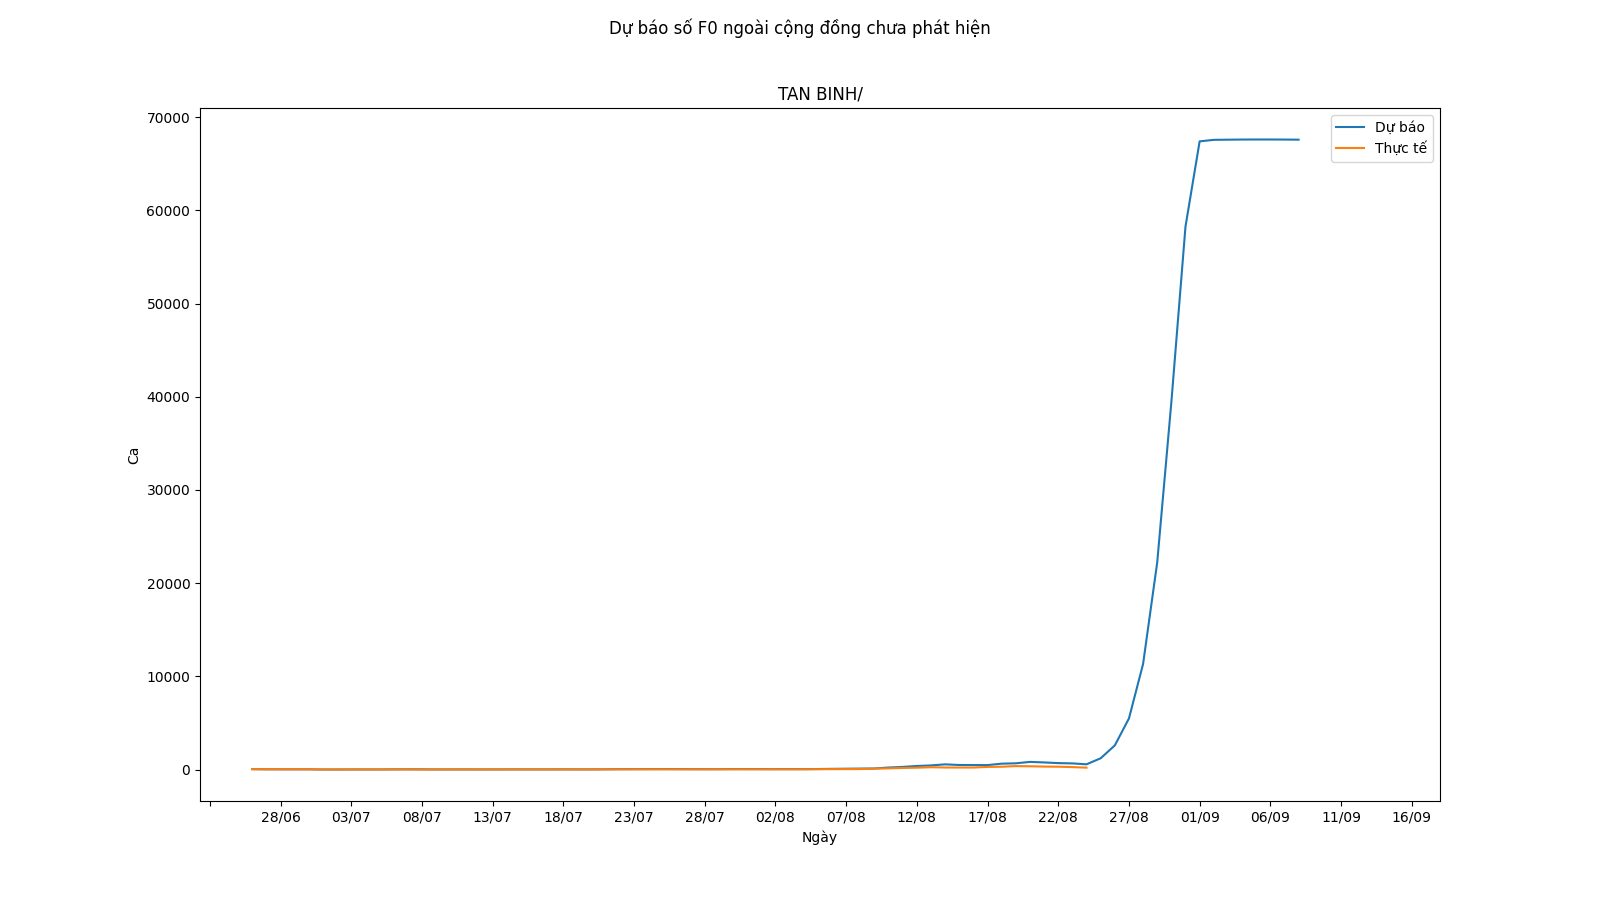 Dự báo số F0 ngoài cộng đồng chưa phát hiện
TAN BINH/
Dự báo
Thực tế
70000
60000
50000
40000
30000
20000
10000
0
Ca
28/06 03/07 08/07 13/07 18/07 23/07 28/07 02/08 07/08 12/08 17/08 22/08 27/08 01/09 06/09 11/09 16/09
Ngày